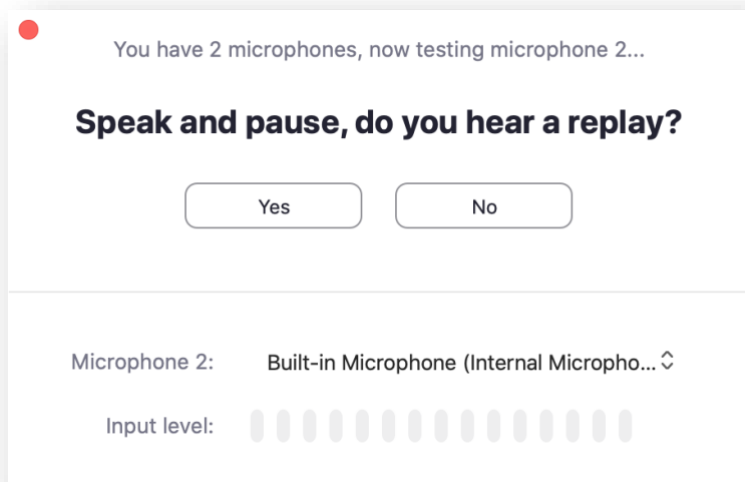 You have 2 microphones, now testing microphone 2...
Speak and pause, do you hear a replay?
Yes
No
Microphone 2:
Built-in Microphone (Internal Micropho...
Input level: